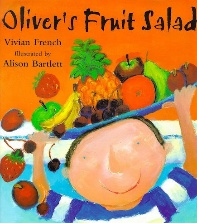 Oliver's Fruit Salad
Vivian French
Illustrated by
Alison Bartlett